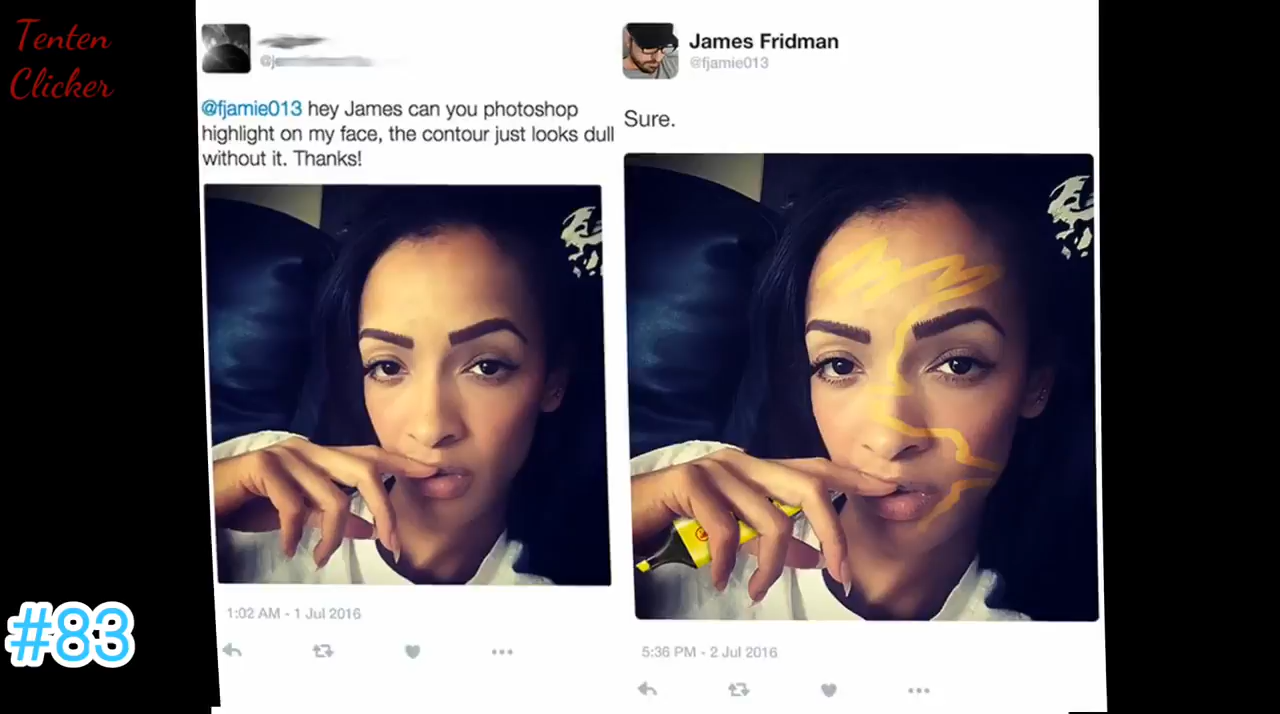 Tenten
Clicker
@fjamie013 hey James can you photoshop
highlight on my face, the contour just looks dull
without it. Thanks!
1:02 AM - 1 Jul 2016
James Fridman
@fjamie013
Sure.
5:36 PM - 2 Jul 2016
#83